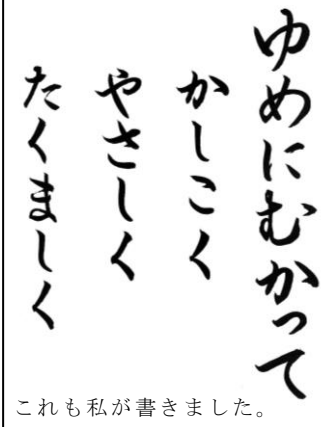 ゆめにむかって
かしこく
やさしく
たくましく
これも私が書きました。